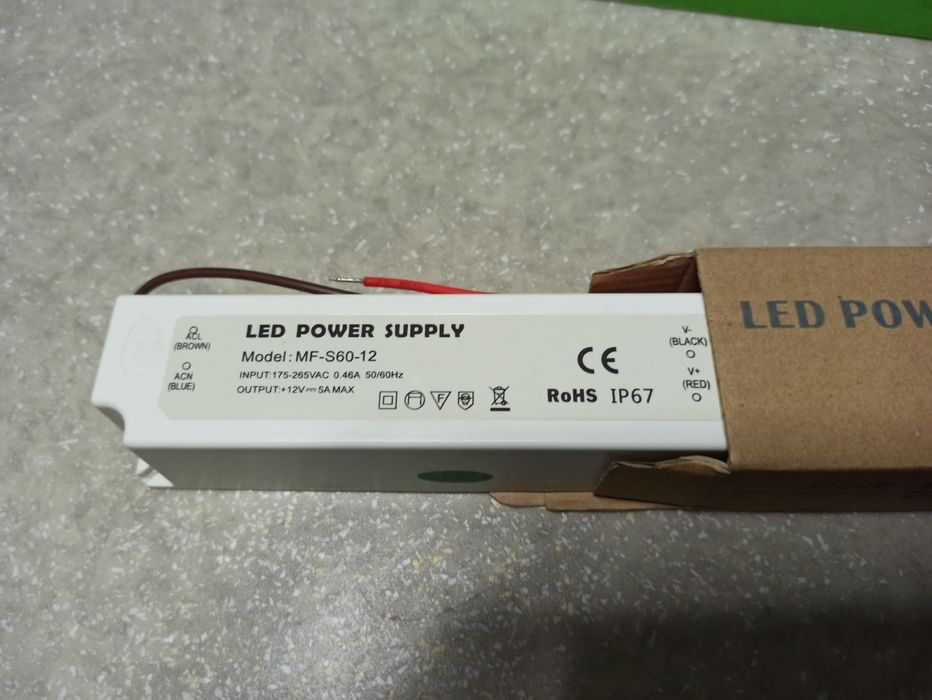 ACL
(BROWN)
ACN
(BLUE)
LED POWER SUPPLY
Model: MF-S60-12
INPUT:175-265VAC 0.46A 50/60Hz
OUTPUT:+12V⎓5A MAX
F
CE
RoHS IP67
V-
(BLACK)
V+
(RED)
LED POW